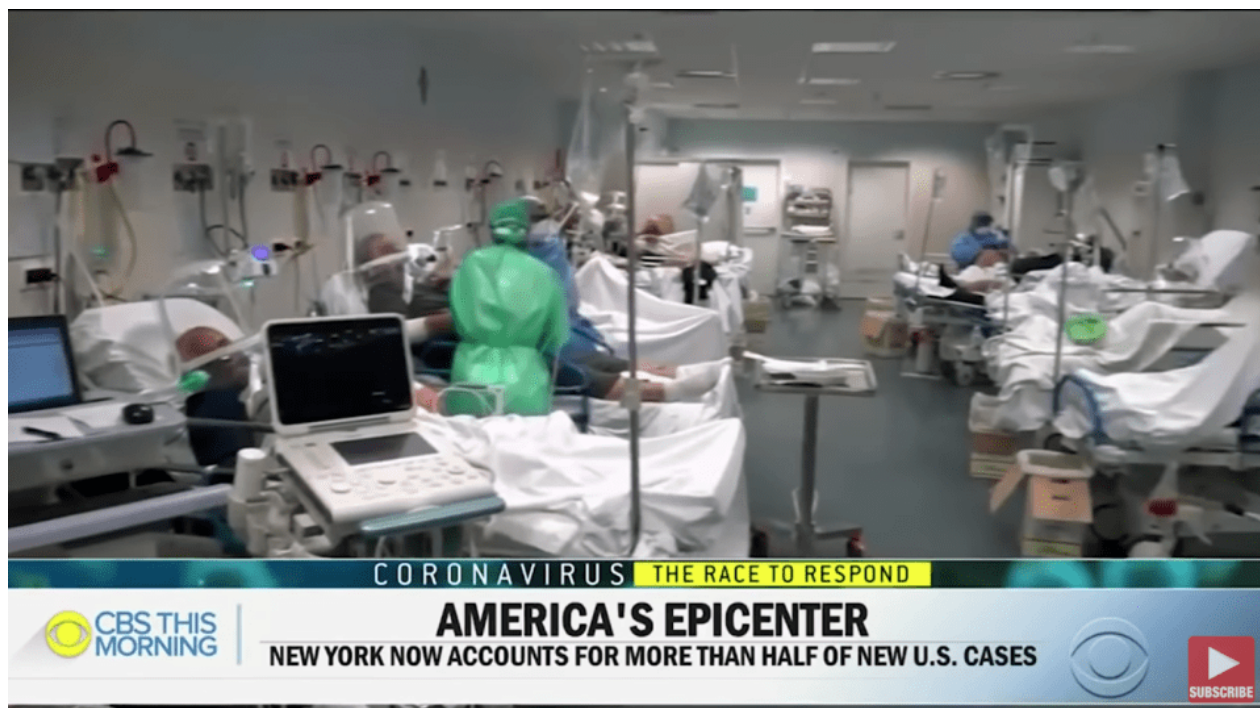 CORONAVIRUS THE RACE TO RESPOND
CBS THIS
MORNING
AMERICA'S EPICENTER
NEW YORK NOW ACCOUNTS FOR MORE THAN HALF OF NEW U.S. CASES
SUBSCRIBE